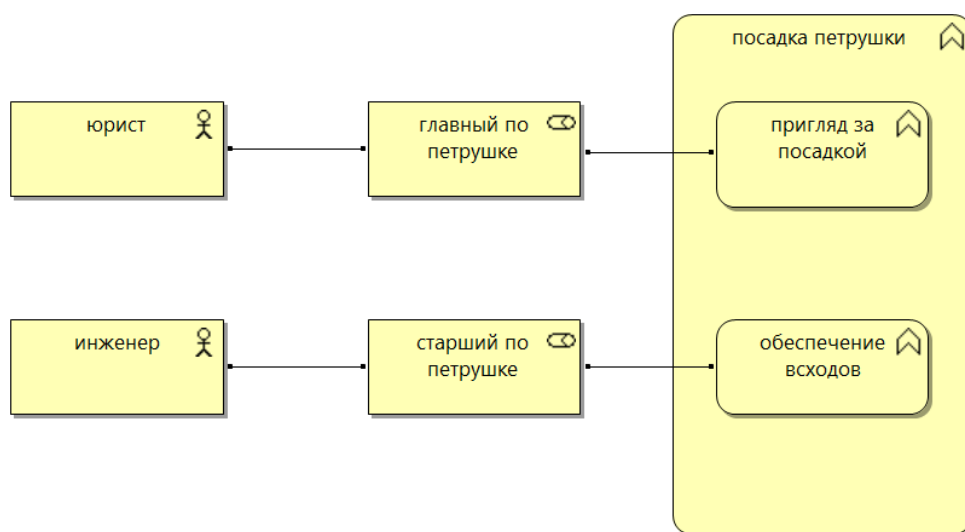 посадка петрушки
юрист
главный по
петрушке
пригляд за
посадкой
инженер
старший по
петрушке
обеспечение
всходов